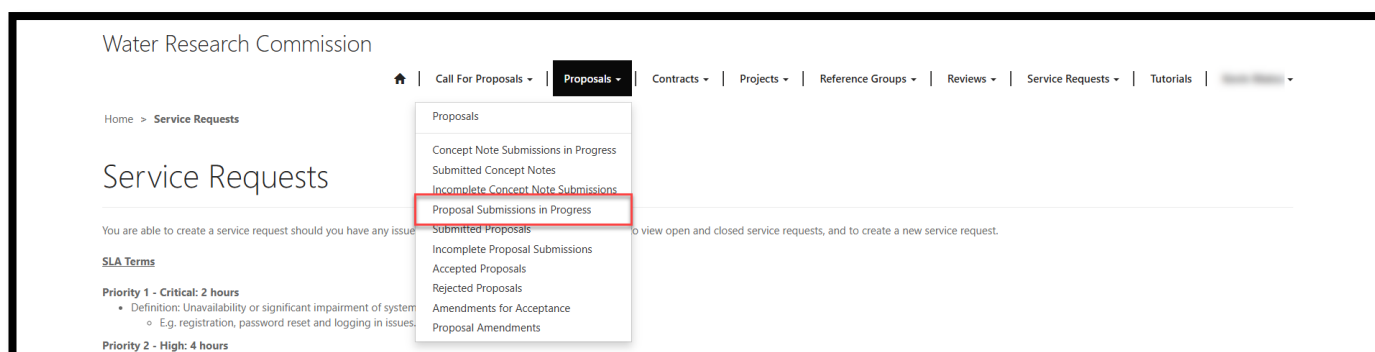 Water Research Commission
Call For Proposals | Proposals | Contracts | Projects | Reference Groups | Reviews | Service Requests | Tutorials |
Home > Service Requests
Proposals
Concept Note Submissions in Progress
Submitted Concept Notes
Incomplete Concept Note Submissions
Proposal Submissions in Progress
Submitted Proposals
Incomplete Proposal Submissions
Accepted Proposals
Rejected Proposals
Amendments for Acceptance
Proposal Amendments
Service Requests
You are able to create a service request should you have any issue o view open and closed service requests, and to create a new service request.
SLA Terms
Priority 1 - Critical: 2 hours
• Definition: Unavailability or significant impairment of system
E.g. registration, password reset and logging in issues.
Priority 2 - High: 4 hours